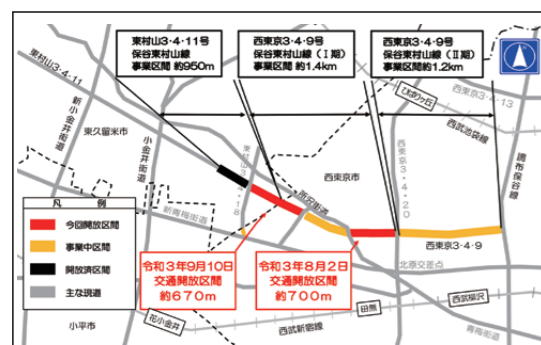 東村山3・4・11号
保谷東村山線
事業区間 約950m
西東京3・4・9号
保谷東村山線(Ⅰ期)
事業区間 約1.4km
西東京3・4・9号
保谷東村山線(Ⅱ期)
事業区間約1.2km
東村山3・4・11
新小金井街道
小金井街道
東久留米市
ひばりヶ丘
西東京3・4・13
西武池袋線
調布保谷線
西東京市
所沢街道
西東京3・4・20
凡 例
今回開放区間
事業中区間
開放済区間
主な現道
新青梅街道
西東京3・4・9
北原交差点
令和3年9月10日
交通開放区間
約670m
令和3年8月2日
交通開放区間
約700m
小平市
花小金井
西武新宿線
田無
西武柳沢
青梅街道